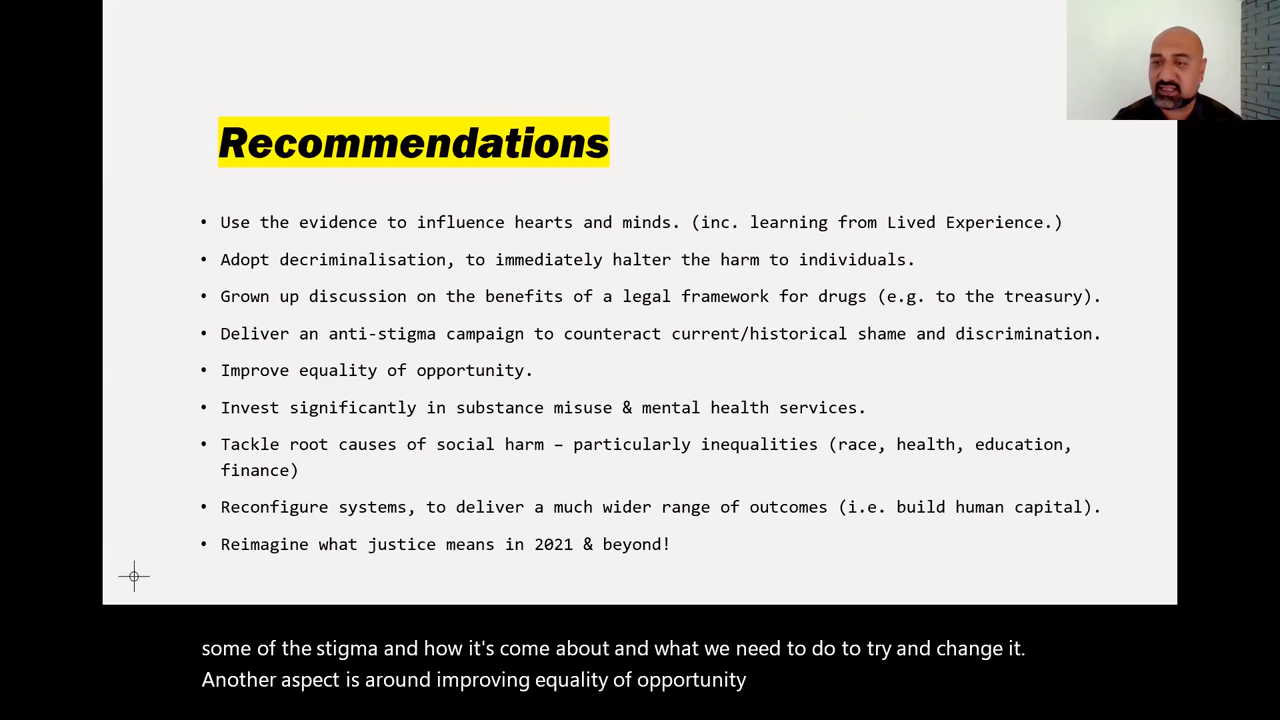 Recommendations
• Use the evidence to influence hearts and minds. (inc. learning from Lived Experience.)
• Adopt decriminalisation, to immediately halter the harm to individuals.
• Grown up discussion on the benefits of a legal framework for drugs (e.g. to the treasury).
• Deliver an anti-stigma campaign to counteract current/historical shame and discrimination.
• Improve equality of opportunity.
• Invest significantly in substance misuse & mental health services.
• Tackle root causes of social harm – particularly inequalities (race, health, education,
finance)
• Reconfigure systems, to deliver a much wider range of outcomes (i.e. build human capital).
• Reimagine what justice means in 2021 & beyond!
some of the stigma and how it's come about and what we need to do to try and change it.
Another aspect is around improving equality of opportunity